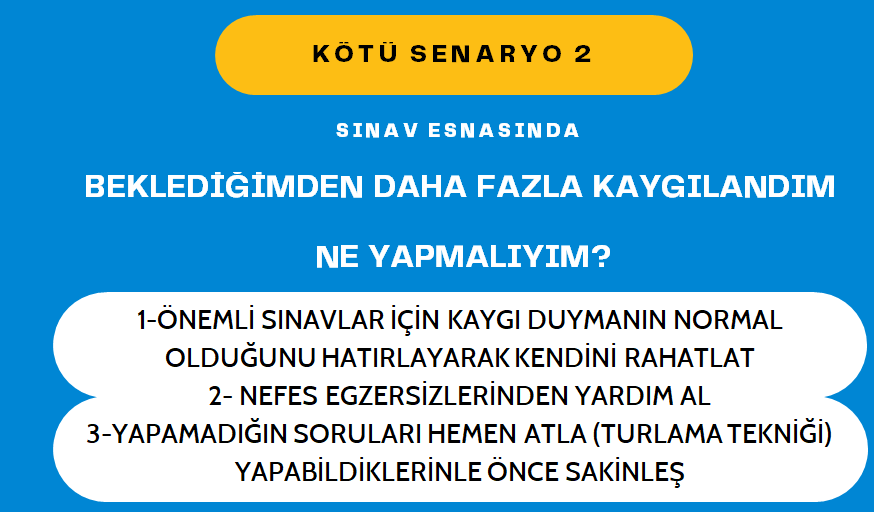 KÖTÜ SENARYO 2
SINAV ESNASINDA
BEKLEDİĞİMDEN DAHA FAZLA KAYGILANDIM
NE YAPMALIYIM?
1-ÖNEMLİ SINAVLAR İÇİN KAYGI DUYMANIN NORMAL
OLDUĞUNU HATIRLAYARAK KENDİNİ RAHATLAT
2- NEFES EGZERSİZLERİNDEN YARDIM AL
3-YAPAMADIĞIN SORULARI HEMEN ATLA (TURLAMA TEKNİĞİ)
YAPABİLDİKLERİNLE ÖNCE SAKİNLEŞ